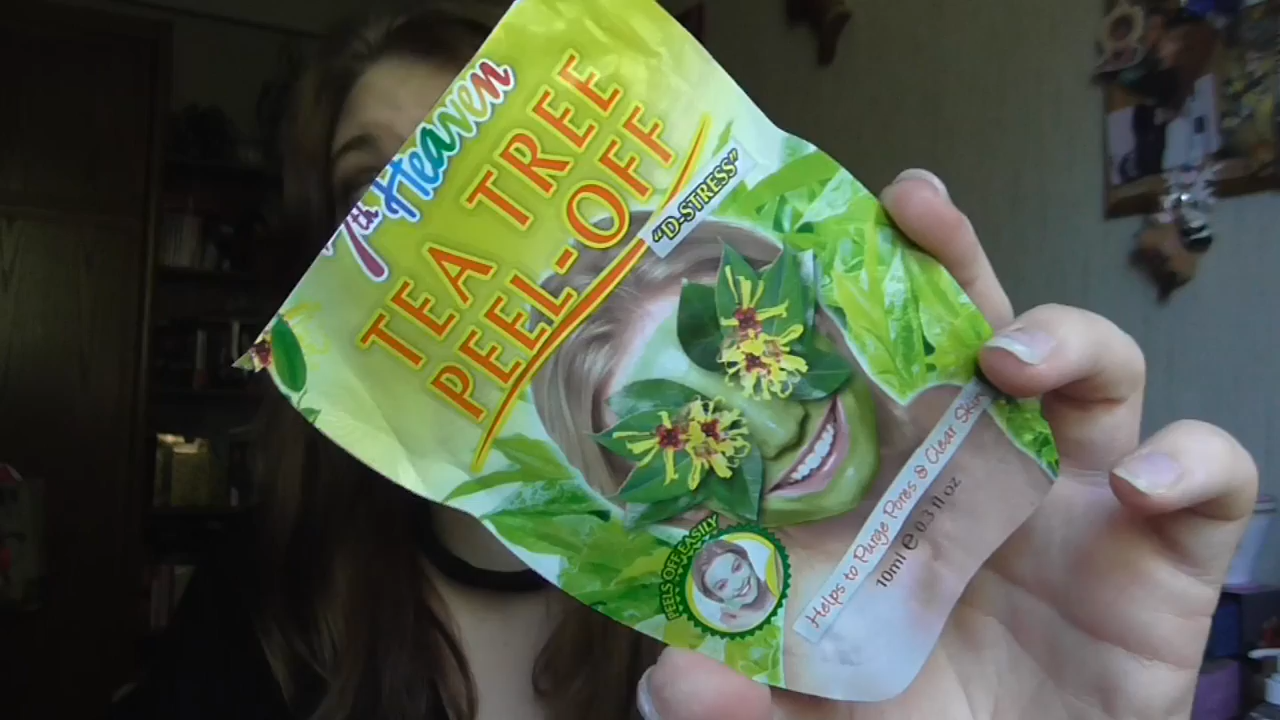 7th Heaven
TEA TREE
PEEL-OFF
"D-STRESS"
PEELS OFF EASILY
Helps to Purge Pores & Clear Skin
10ml e 0.3 fl oz